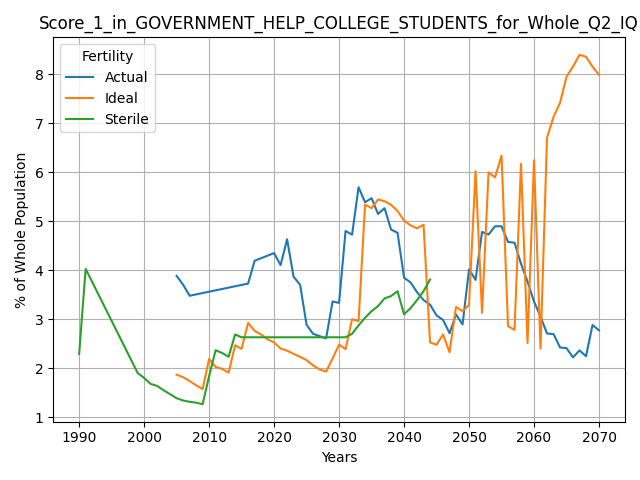 Score_1_in_GOVERNMENT_HELP_COLLEGE_STUDENTS_for_Whole_Q2_IQ
Fertility
Actual
Ideal
Sterile
% of Whole Population
8
7
6
5
4
3
2
1
1990 2000 2010 2020 2030 2040 2050 2060 2070
Years